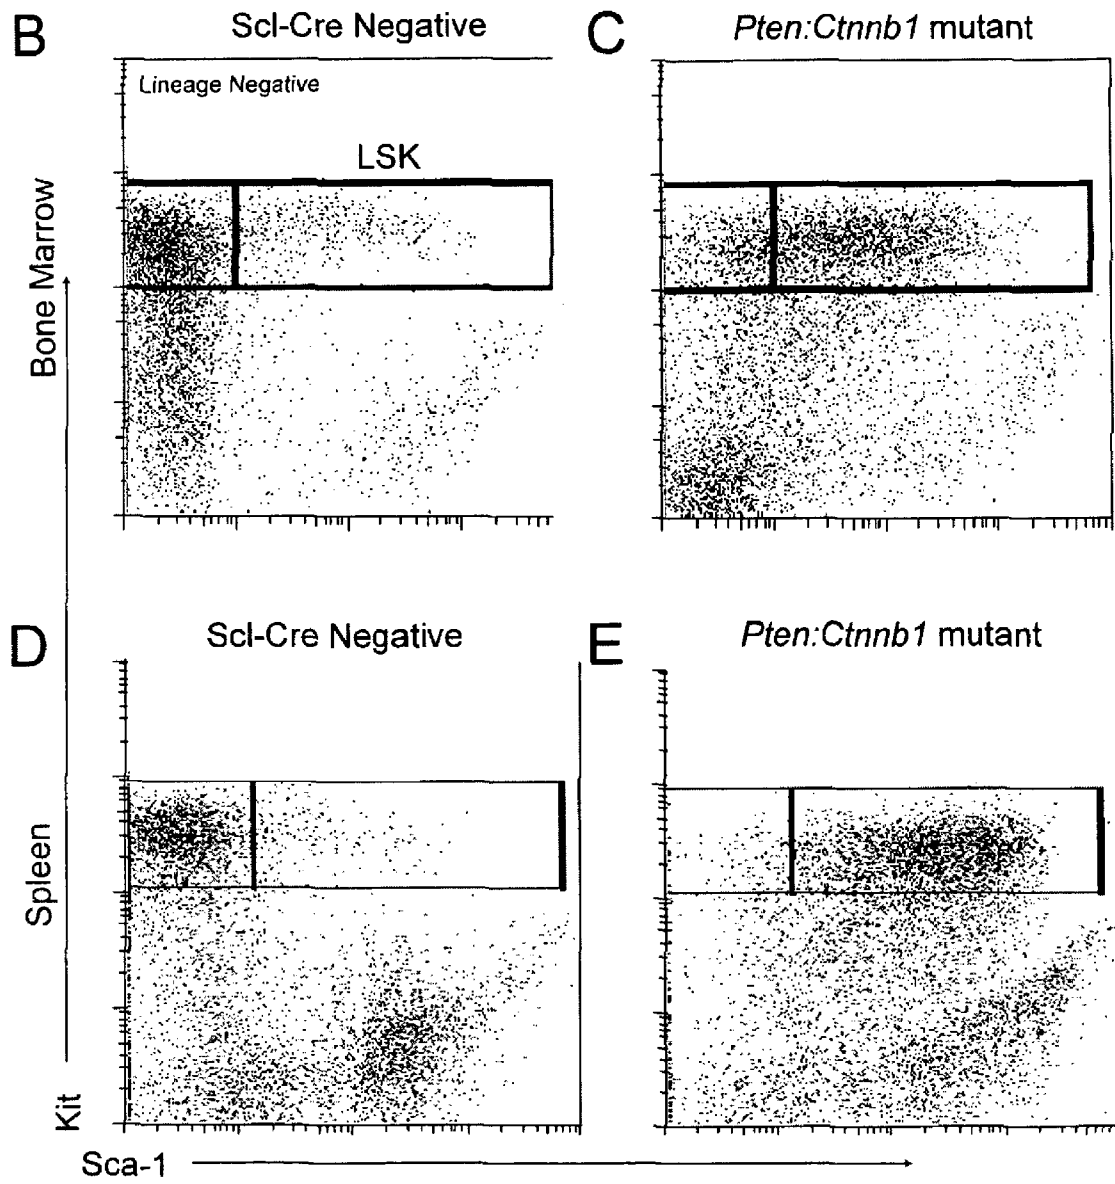 B
Scl-Cre Negative
C
Pten:Ctnnb1 mutant
Lineage Negative
LSK
Bone Marrow
D
Scl-Cre Negative
E
Pten:Ctnnb1 mutant
Spleen
Kit
Sca-1